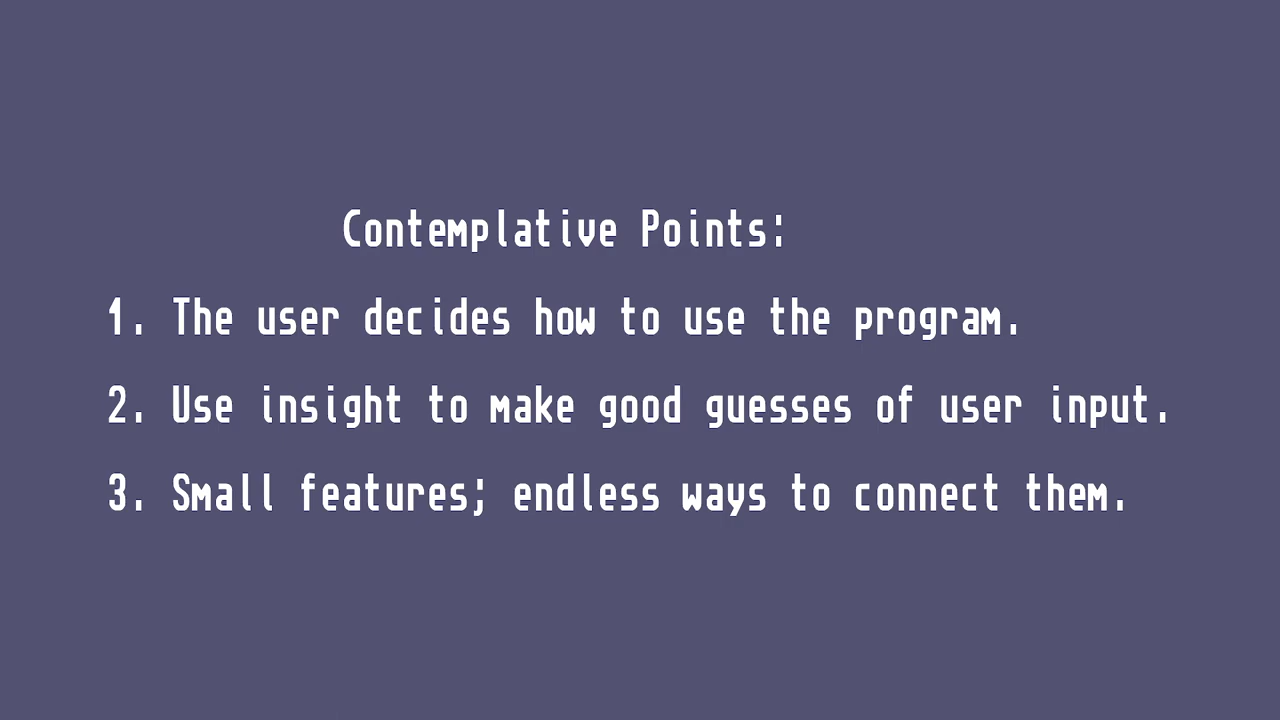 Contemplative Points:
1. The user decides how to use the program.
2. Use insight to make good guesses of user input.
3. Small features; endless ways to connect them.